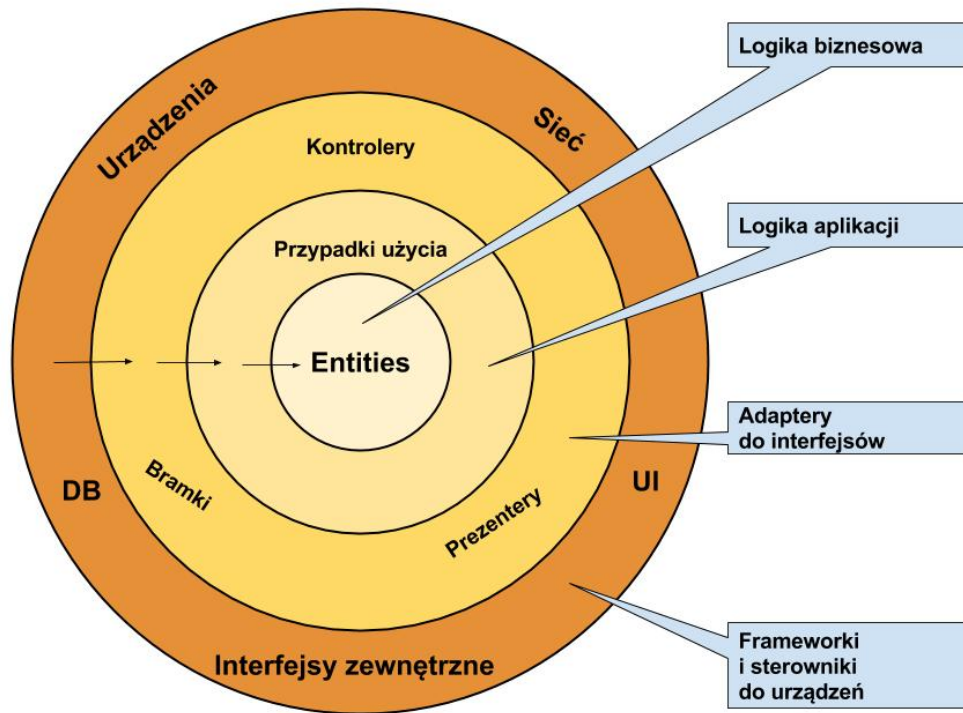 Logika biznesowa
Urządzenia
Sieć
Kontrolery
Logika aplikacji
Przypadki użycia
Entities
Adaptery
do interfejsów
DB
Bramki
UI
Prezentery
Interfejsy zewnętrzne
Frameworki
i sterowniki
do urządzeń